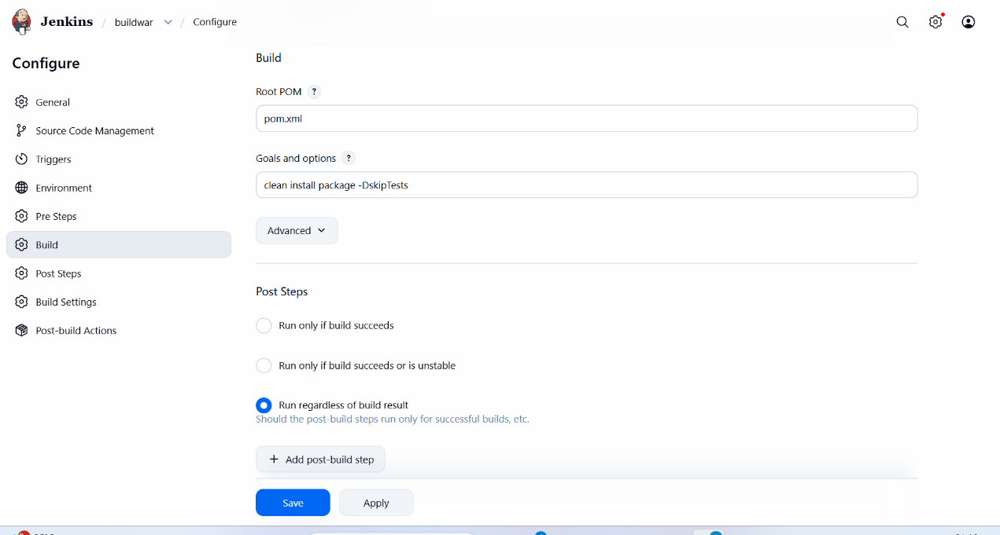 Jenkins / buildwar / Configure
Configure
General
Source Code Management
Triggers
Environment
Pre Steps
Build
Post Steps
Build Settings
Post-build Actions
Build
Root POM ?
pom.xml
Goals and options ?
clean install package -DskipTests
Advanced
Post Steps
Run only if build succeeds
Run only if build succeeds or is unstable
Run regardless of build result
Should the post-build steps run only for successful builds, etc.
+ Add post-build step
Save
Apply